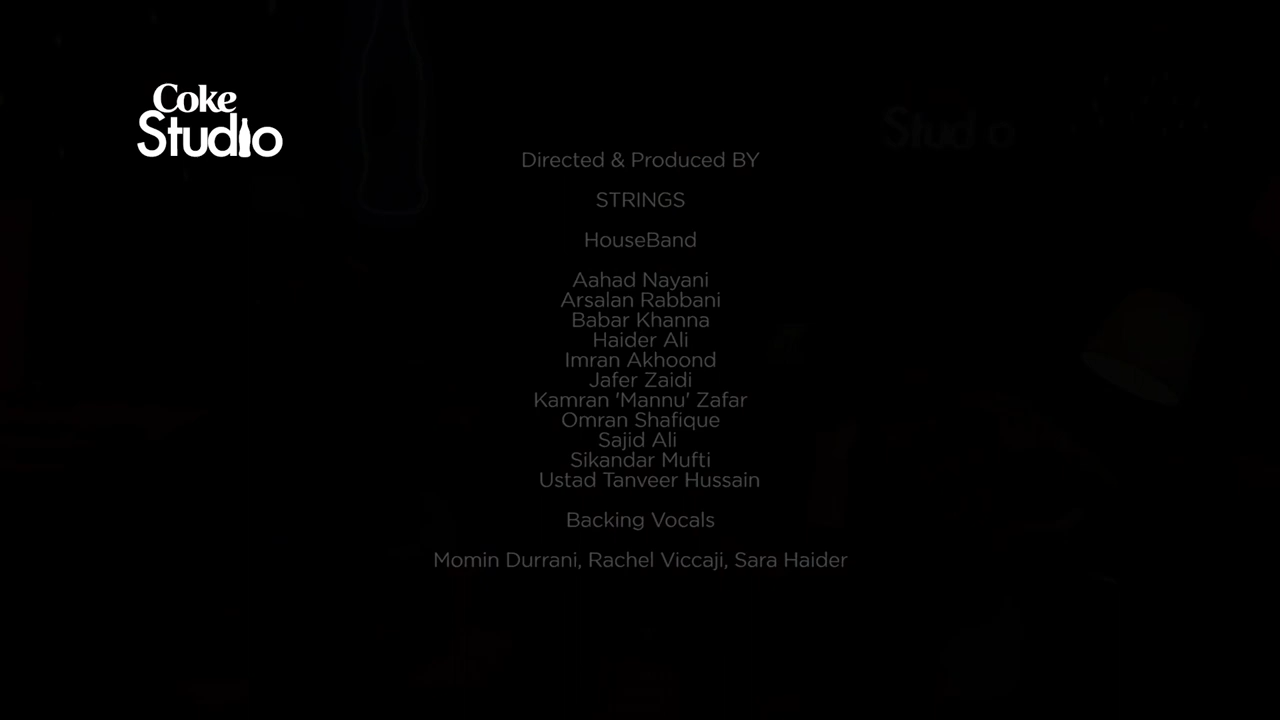 Coke
Studio
Studio
Directed & Produced BY
STRINGS
HouseBand
Aahad Nayani
Arsalan Rabbani
Babar Khanna
Haider Ali
Imran Akhoond
Jafer Zaidi
Kamran 'Mannu' Zafar
Omran Shafique
Sajid Ali
Sikandar Mufti
Ustad Tanveer Hussain
Backing Vocals
Momin Durrani, Rachel Viccaji, Sara Haider